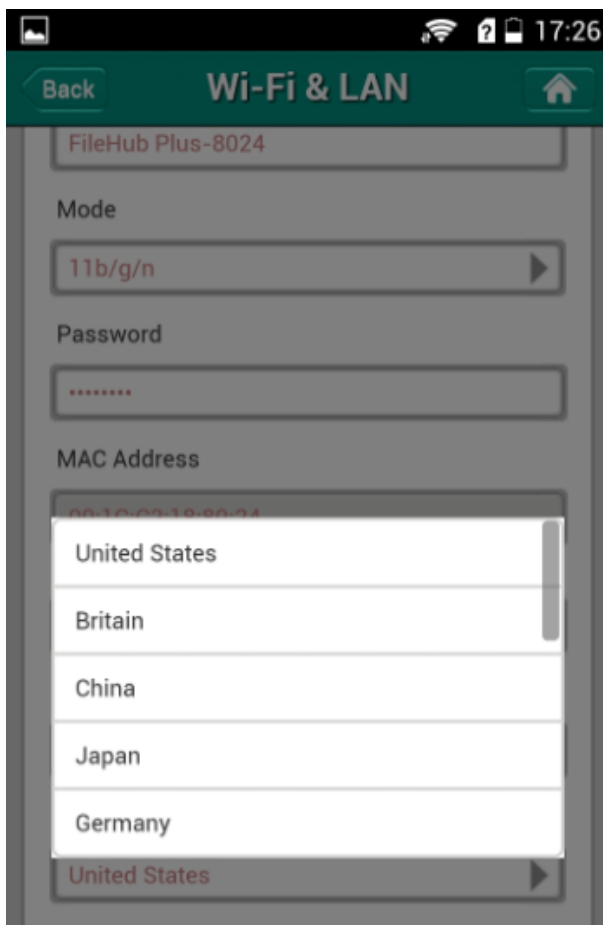 17:26
Back
Wi-Fi & LAN
FileHub Plus-8024
Mode
11b/g/n
Password
••••••••
MAC Address
United States
Britain
China
Japan
Germany
United States